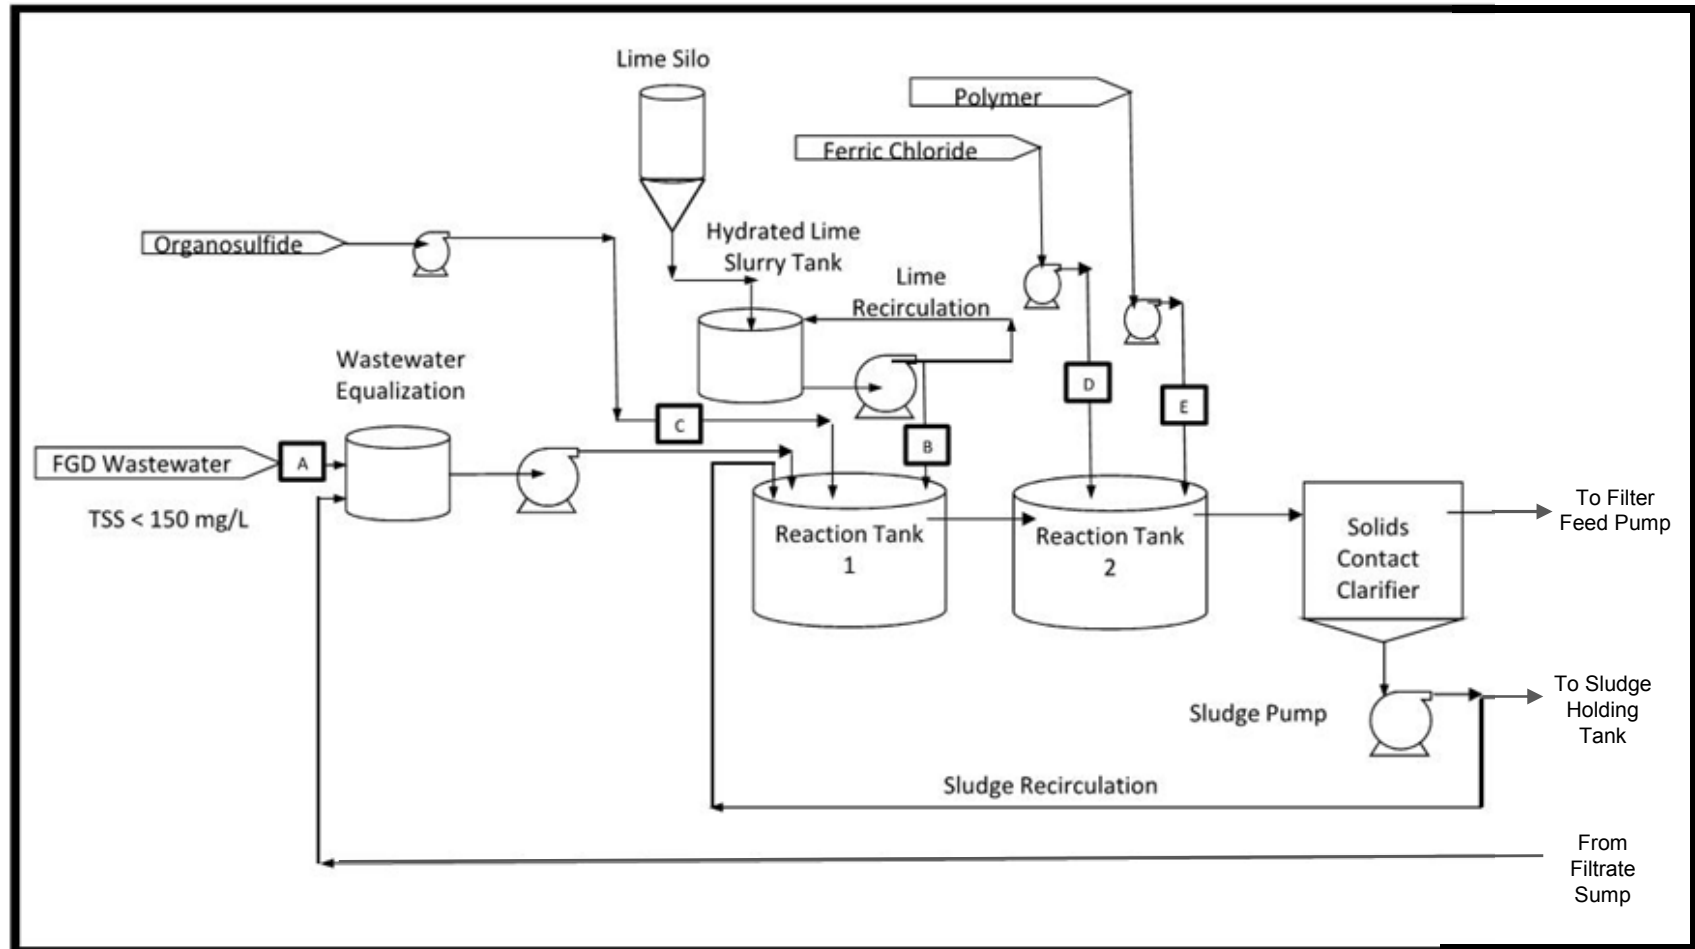 Lime Silo
Polymer
Ferric Chloride
Organosulfide
Hydrated Lime
Slurry Tank
Lime
Recirculation
Wastewater
Equalization
D
E
C
B
FGD Wastewater
A
TSS < 150 mg/L
Reaction Tank
1
Reaction Tank
2
Solids
Contact
Clarifier
To Filter
Feed Pump
Sludge Pump
To Sludge
Holding
Tank
Sludge Recirculation
From
Filtrate
Sump